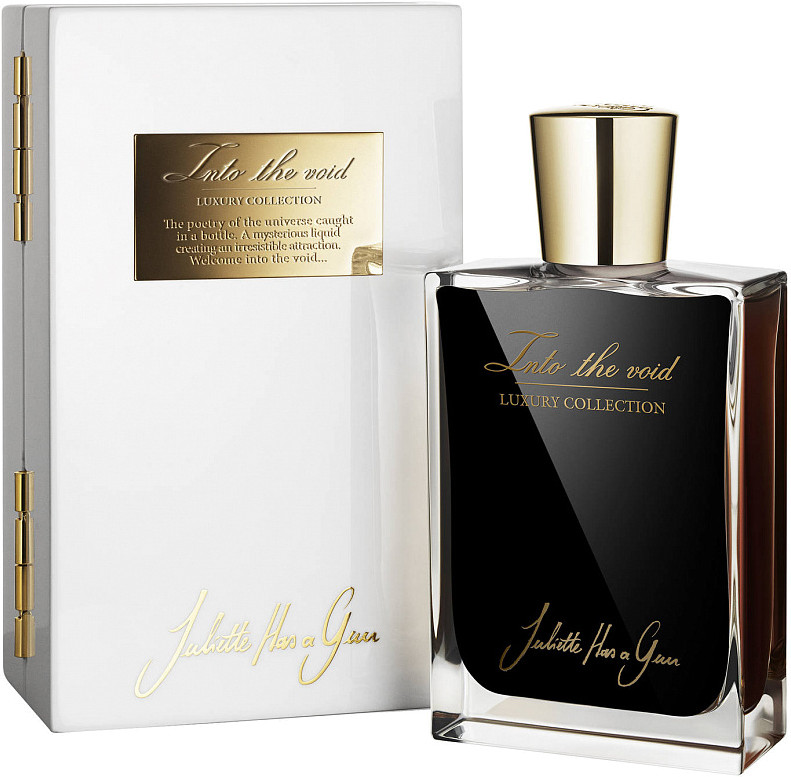 Into the void
LUXURY COLLECTION
The poetry of the universe caught
in a bottle. A mysterious liquid
creating an irresistible attraction.
Welcome into the void...
Juliette Has a Gun
Into the void
LUXURY COLLECTION
Juliette Has a Gun